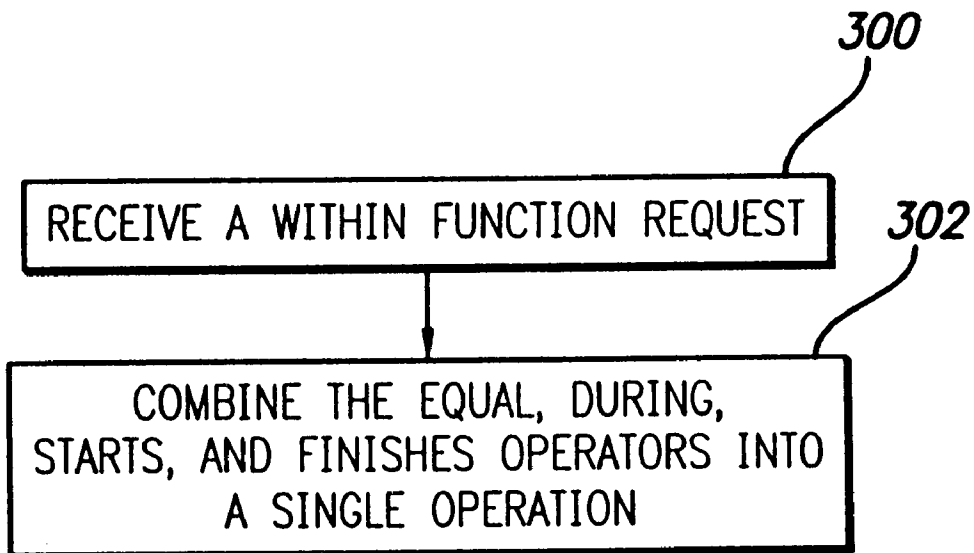 300
RECEIVE A WITHIN FUNCTION REQUEST
302
COMBINE THE EQUAL, DURING,
STARTS, AND FINISHES OPERATORS INTO
A SINGLE OPERATION